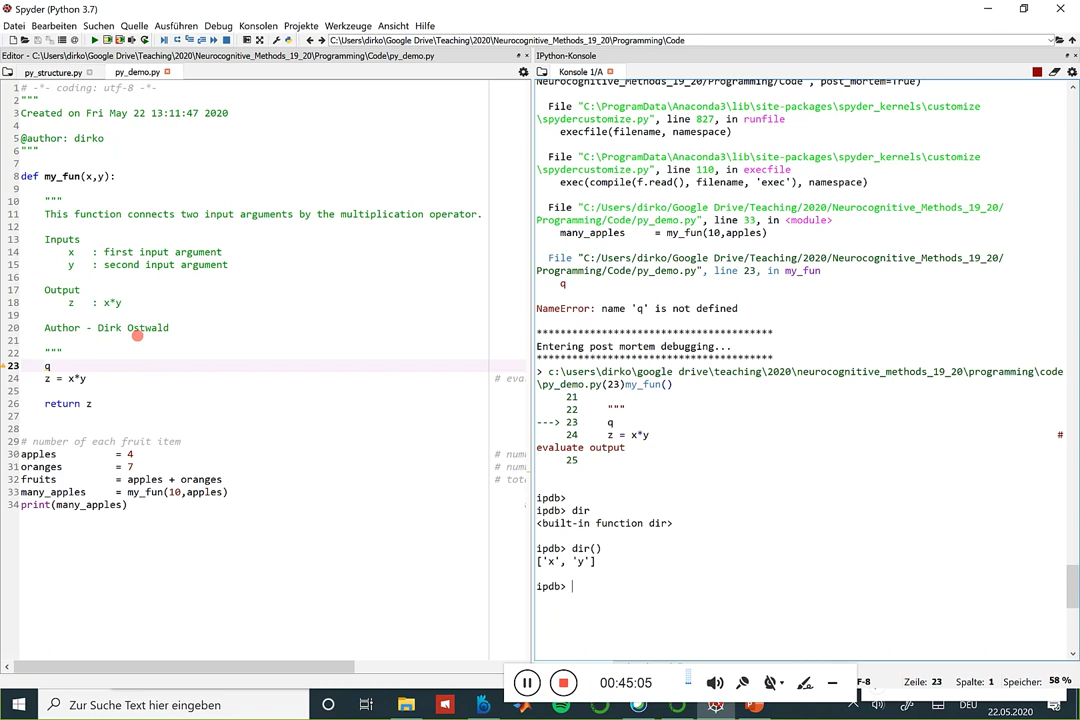 Spyder (Python 3.7)
Datei Bearbeiten Suchen Quelle Ausführen Debug Konsolen Projekte Werkzeuge Ansicht Hilfe
C:\Users\dirko\Google Drive\Teaching\2020\Neurocognitive_Methods_19_20\Programming\Code
Editor - C:\Users\dirko\Google Drive\Teaching\2020\Neurocognitive_Methods_19_20\Programming\Code\py_demo.py
py_structure.py
py_demo.py
1 # -*- coding: utf-8 -*-
2 """
3 Created on Fri May 22 13:11:47 2020
4
5 @author: dirko
6 """
7
8 def my_fun(x,y):
9
10 """
11 This function connects two input arguments by the multiplication operator.
12
13 Inputs
14 x : first input argument
15 y : second input argument
16
17 Output
18 z : x*y
19
20 Author - Dirk Ostwald
21
22 """
23 q
24 z = x*y # eva
25
26 return z
27
28
29 # number of each fruit item
30 apples = 4 # num
31 oranges = 7 # num
32 fruits = apples + oranges # tot
33 many_apples = my_fun(10,apples)
34 print(many_apples)
IPython-Konsole
Konsole 1/A
Neurocognitive_Methods_19_20/Programming/Code', post_mortem=True)
File "C:\ProgramData\Anaconda3\lib\site-packages\spyder_kernels\customize
\spydercustomize.py", line 827, in runfile
execfile(filename, namespace)
File "C:\ProgramData\Anaconda3\lib\site-packages\spyder_kernels\customize
\spydercustomize.py", line 110, in execfile
exec(compile(f.read(), filename, 'exec'), namespace)
File "C:/Users/dirko/Google Drive/Teaching/2020/Neurocognitive_Methods_19_20/
Programming/Code/py_demo.py", line 33, in <module>
many_apples = my_fun(10,apples)
File "C:/Users/dirko/Google Drive/Teaching/2020/Neurocognitive_Methods_19_20/
Programming/Code/py_demo.py", line 23, in my_fun
q
NameError: name 'q' is not defined
*****************************************
Entering post mortem debugging...
*****************************************
> c:\users\dirko\google drive\teaching\2020\neurocognitive_methods_19_20\programming\code
\py_demo.py(23)my_fun()
21
22 """
---> 23 q
24 z = x*y #
evaluate output
25
ipdb>
ipdb> dir
<built-in function dir>
ipdb> dir()
['x', 'y']
ipdb>
00:45:05
F-8 Zeile: 23 Spalte: 1 Speicher: 58 %
Zur Suche Text hier eingeben
DEU
22.05.2020